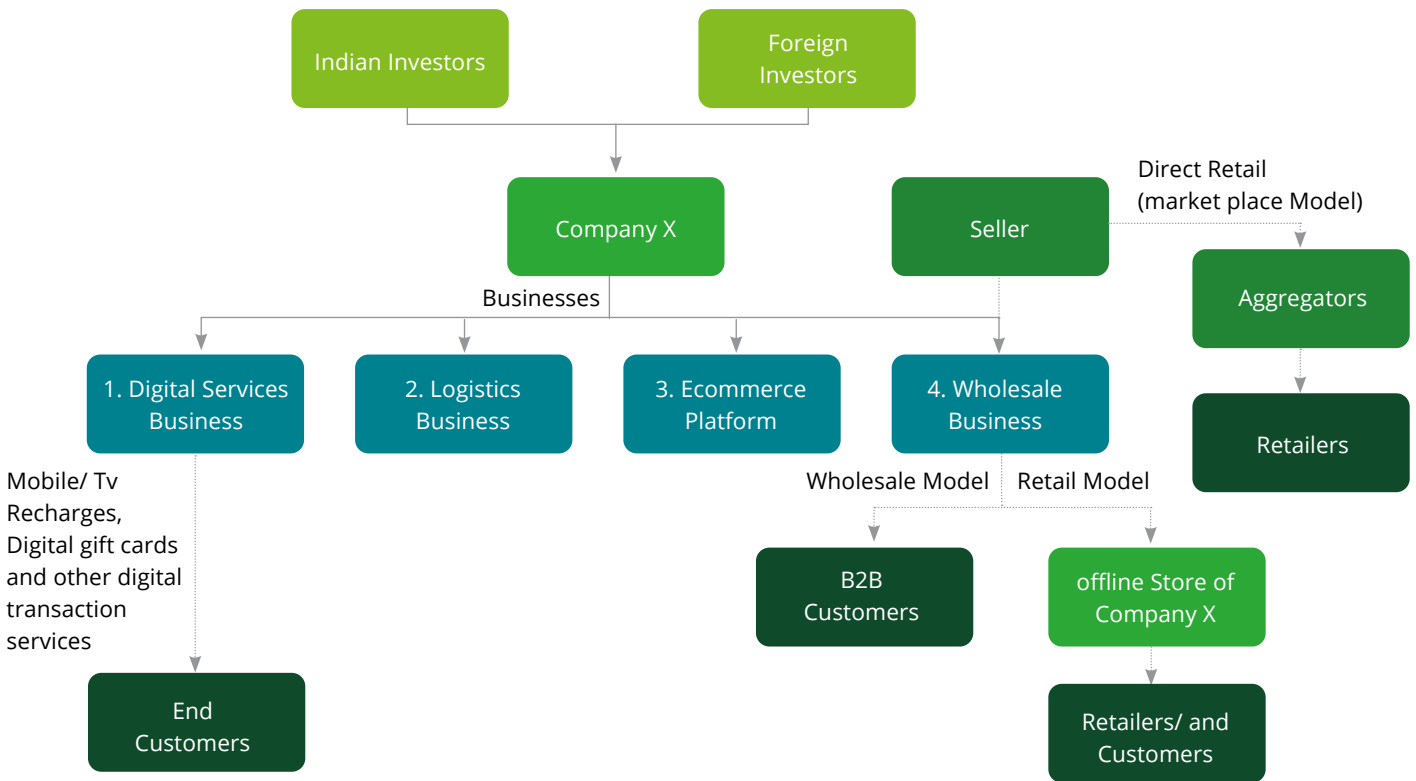 Indian Investors
Foreign
Investors
Company X
Seller
Direct Retail
(market place Model)
Aggregators
Businesses
1. Digital Services
Business
2. Logistics
Business
3. Ecommerce
Platform
4. Wholesale
Business
Retailers
Mobile/ Tv
Recharges,
Digital gift cards
and other digital
transaction
services
Wholesale Model
Retail Model
B2B
Customers
offline Store of
Company X
End
Customers
Retailers/ and
Customers